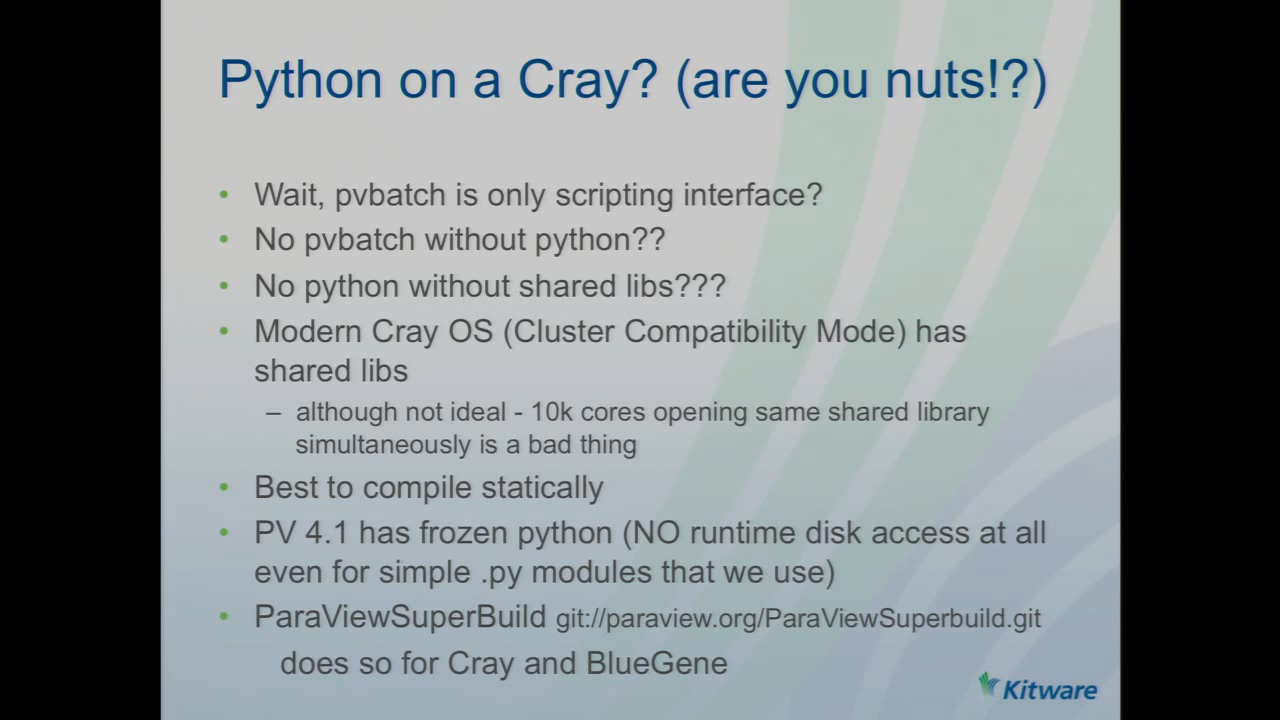 Python on a Cray? (are you nuts!?)
• Wait, pvbatch is only scripting interface?
• No pvbatch without python??
• No python without shared libs???
• Modern Cray OS (Cluster Compatibility Mode) has
shared libs
– although not ideal - 10k cores opening same shared library
simultaneously is a bad thing
• Best to compile statically
• PV 4.1 has frozen python (NO runtime disk access at all
even for simple .py modules that we use)
• ParaViewSuperBuild git://paraview.org/ParaViewSuperbuild.git
does so for Cray and BlueGene
Kitware